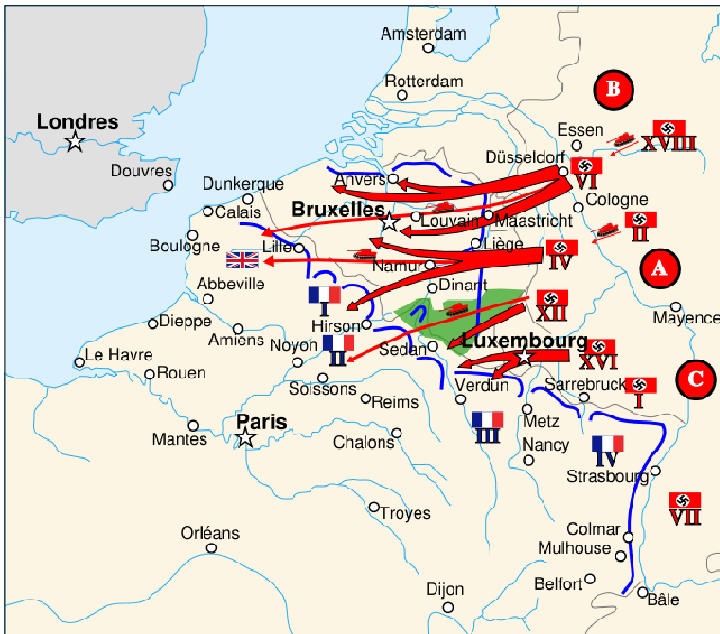 Amsterdam
Rotterdam
B
Londres
Essen
XVIII
Düsseldorf
Douvres
Anvers
VI
Dunkerque
Cologne
Calais
Bruxelles
Louvain
Maastricht
II
Boulogne
Lille
Liège
IV
Namur
A
Abbeville
Dinant
I
XII
Mayence
Dieppe
Hirson
Amiens
Noyon
II
Sedan
Luxembourg
Le Havre
XVI
Rouen
Soissons
Verdun
Sarrebruck
I
C
Reims
Paris
Metz
Mantes
Chalons
III
Nancy
IV
Strasbourg
Troyes
VII
Orléans
Colmar
Mulhouse
Dijon
Belfort
Bâle